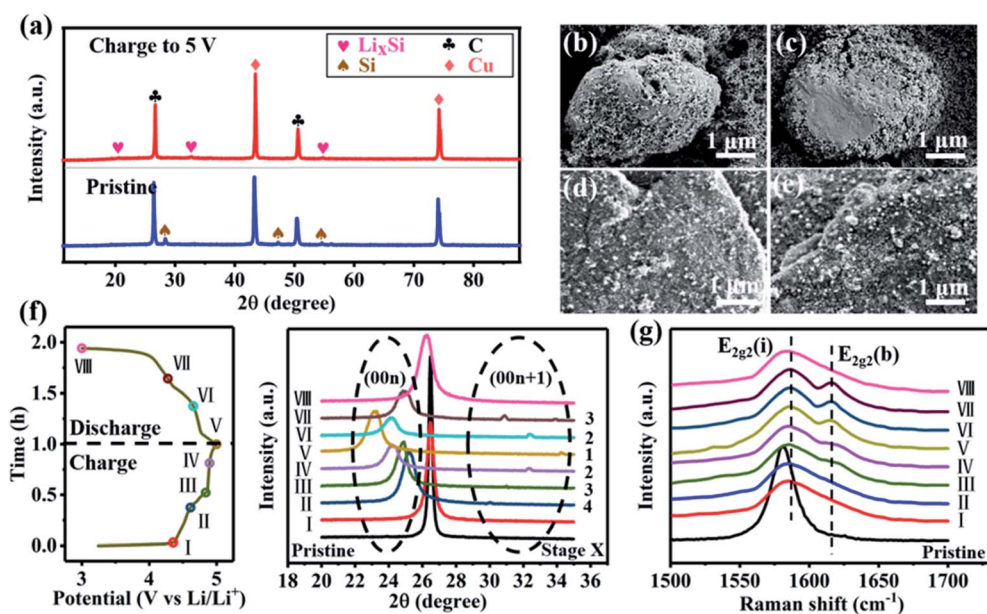 (a)
Charge to 5 V
♥ LiₓSi ♣ C
♠ Si ♦ Cu
Pristine
Intensity (a.u.)
20 30 40 50 60 70 80
2θ (degree)
(b)
1 μm
(c)
1 μm
(d)
1 μm
(e)
1 μm
(f)
2.0
1.5
1.0
0.5
0.0
Time (h)
VIII
VII
VI
V
Discharge
Charge
IV
III
II
I
3 4 5
Potential (V vs Li/Li⁺)
Intensity (a.u.)
(00n) (00n+1)
VIII
VII 3
VI 2
V 1
IV 2
III 3
II 4
I
Pristine Stage X
18 20 22 24 26 28 30 32 34 36
2θ (degree)
(g)
E2g2(i) E2g2(b)
Intensity (a.u.)
VIII
VII
VI
V
IV
III
II
I
Pristine
1500 1550 1600 1650 1700
Raman shift (cm⁻¹)